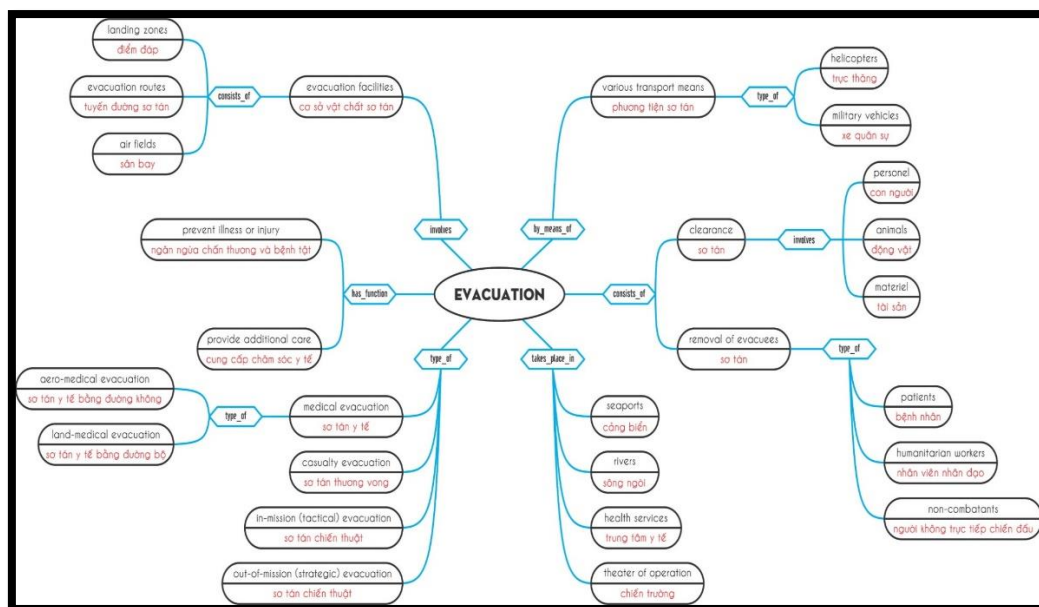 landing zones
điểm đáp
evacuation routes
tuyến đường sơ tán
air fields
sân bay
consists_of
evacuation facilities
cơ sở vật chất sơ tán
involves
prevent illness or injury
ngăn ngừa chấn thương và bệnh tật
provide additional care
cung cấp chăm sóc y tế
has_function
aero-medical evacuation
sơ tán y tế bằng đường không
land-medical evacuation
sơ tán y tế bằng đường bộ
type_of
medical evacuation
sơ tán y tế
casualty evacuation
sơ tán thương vong
in-mission (tactical) evacuation
sơ tán chiến thuật
out-of-mission (strategic) evacuation
sơ tán chiến thuật
type_of
EVACUATION
by_means_of
various transport means
phương tiện sơ tán
type_of
helicopters
trực thăng
military vehicles
xe quân sự
consists_of
clearance
sơ tán
involves
personel
con người
animals
động vật
materiel
tài sản
removal of evacuees
sơ tán
type_of
patients
bệnh nhân
humanitarian workers
nhân viên nhân đạo
non-combatants
người không trực tiếp chiến đấu
takes_place_in
seaports
cảng biển
rivers
sông ngòi
health services
trung tâm y tế
theater of operation
chiến trường